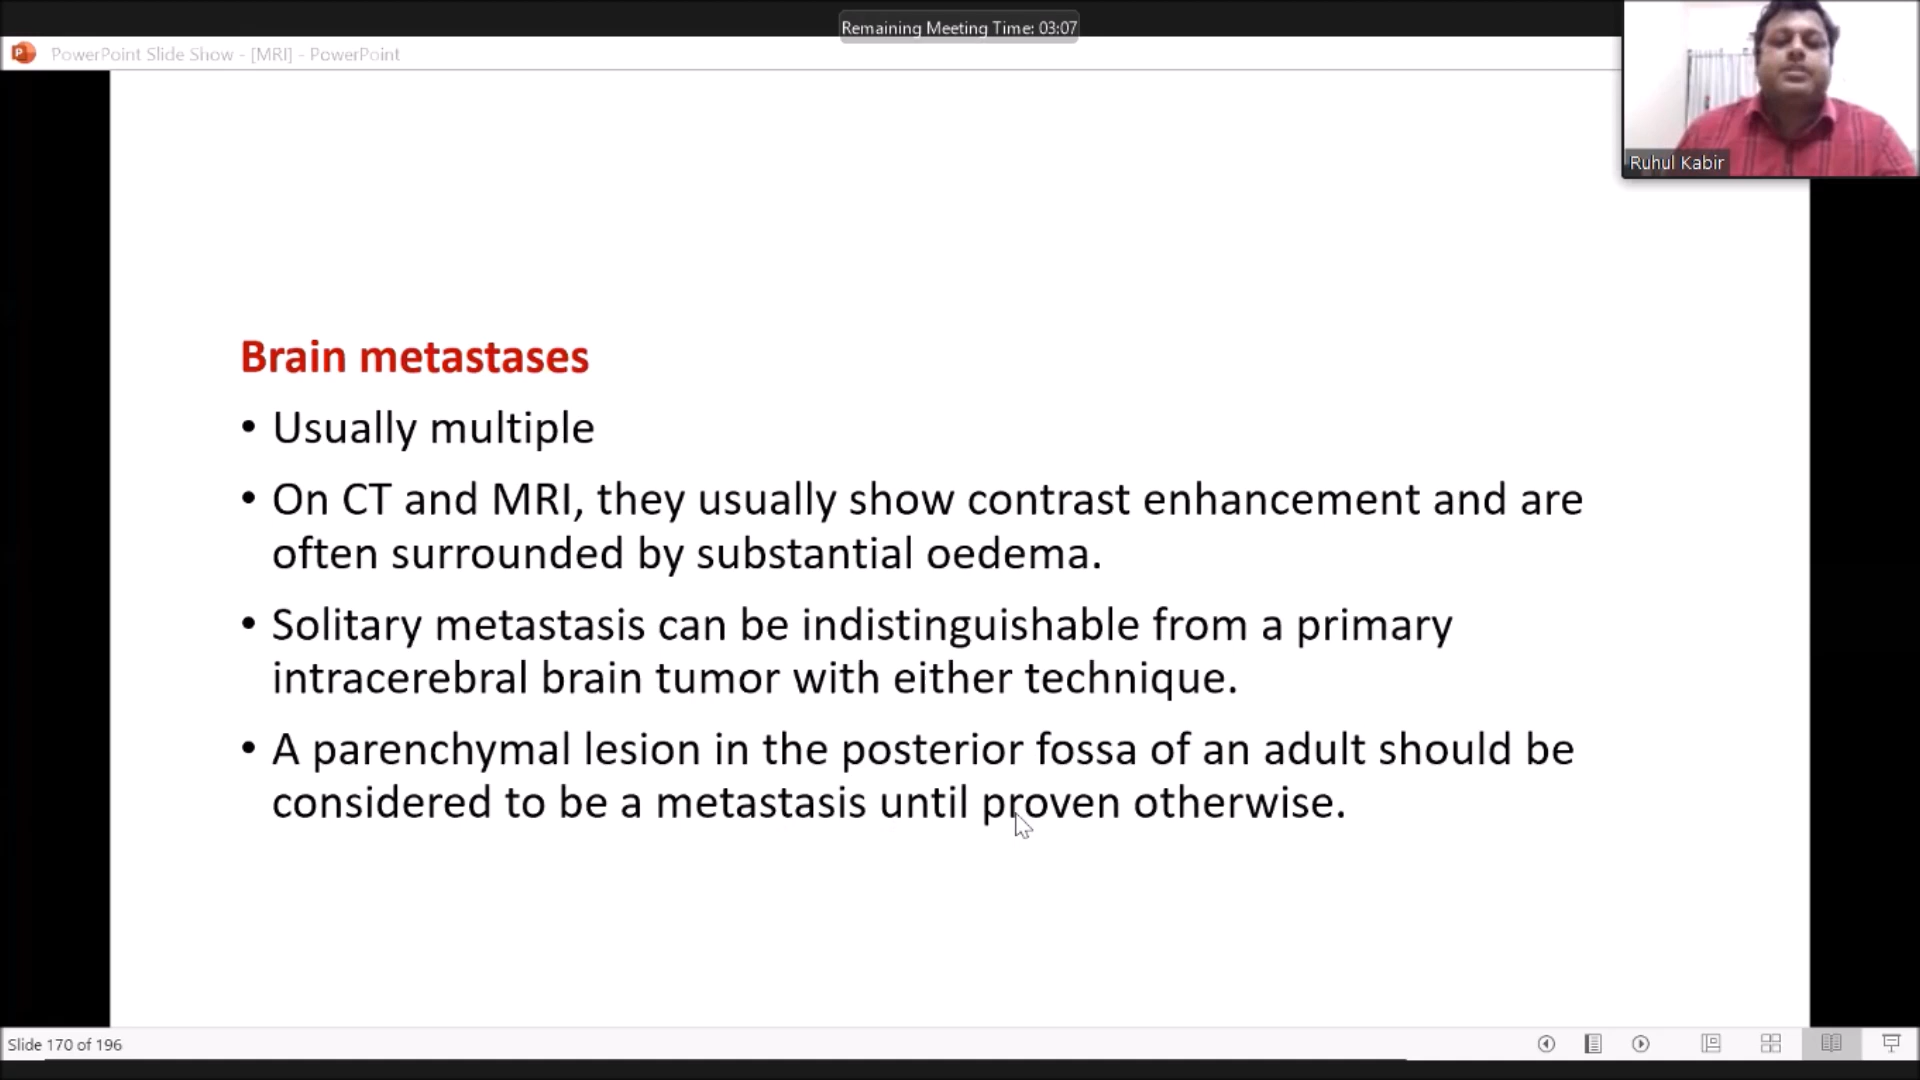 Remaining Meeting Time: 03:07
PowerPoint Slide Show - [MRI] - PowerPoint
Ruhul Kabir
Brain metastases
• Usually multiple
• On CT and MRI, they usually show contrast enhancement and are
often surrounded by substantial oedema.
• Solitary metastasis can be indistinguishable from a primary
intracerebral brain tumor with either technique.
• A parenchymal lesion in the posterior fossa of an adult should be
considered to be a metastasis until proven otherwise.
Slide 170 of 196